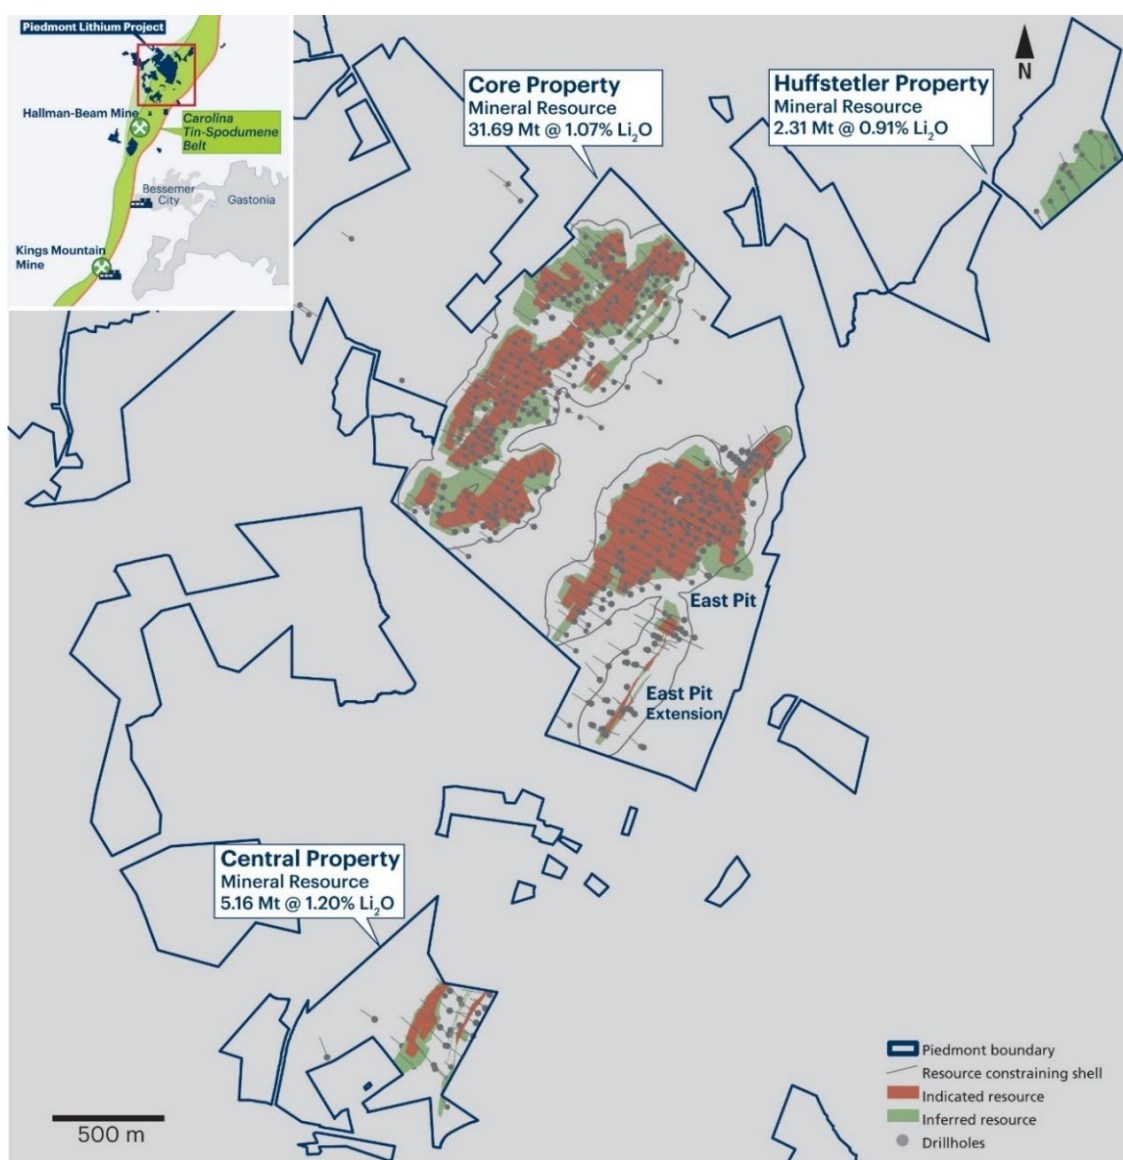 Piedmont Lithium Project
Hallman-Beam Mine
Carolina
Tin-Spodumene
Belt
Bessemer
City
Gastonia
Kings Mountain
Mine
Core Property
Mineral Resource
31.69 Mt @ 1.07% Li₂O
Huffstetler Property
Mineral Resource
2.31 Mt @ 0.91% Li₂O
N
East Pit
East Pit
Extension
Central Property
Mineral Resource
5.16 Mt @ 1.20% Li₂O
500 m
Piedmont boundary
Resource constraining shell
Indicated resource
Inferred resource
Drillholes